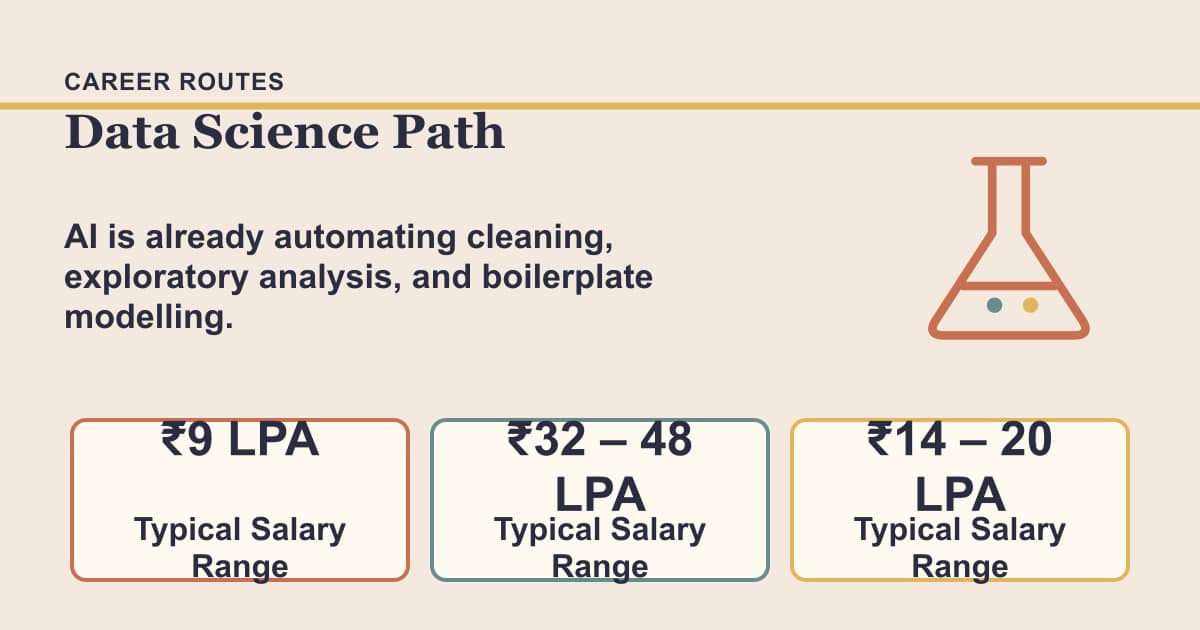 CAREER ROUTES
Data Science Path
AI is already automating cleaning,
exploratory analysis, and boilerplate
modelling.
₹9 LPA
Typical Salary
Range
₹32 – 48
LPA
Typical Salary
Range
₹14 – 20
LPA
Typical Salary
Range